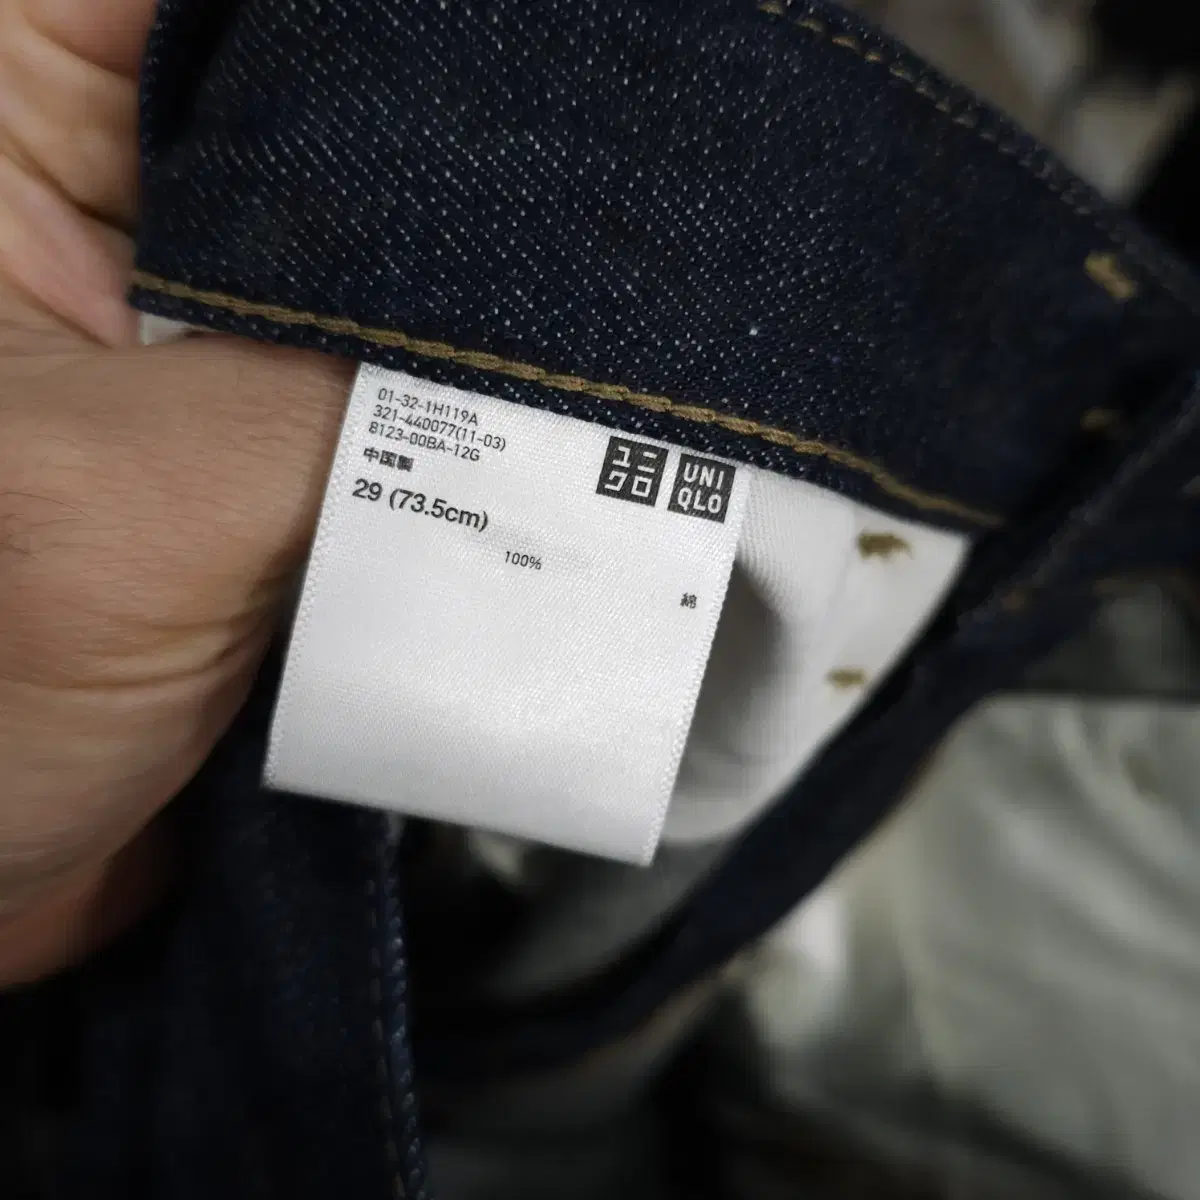 01-32-1H119A
321-440077(11-03)
8123-00BA-12G
中国製
29 (73.5cm)
ユニ
クロ
UNI
QLO
100%
綿